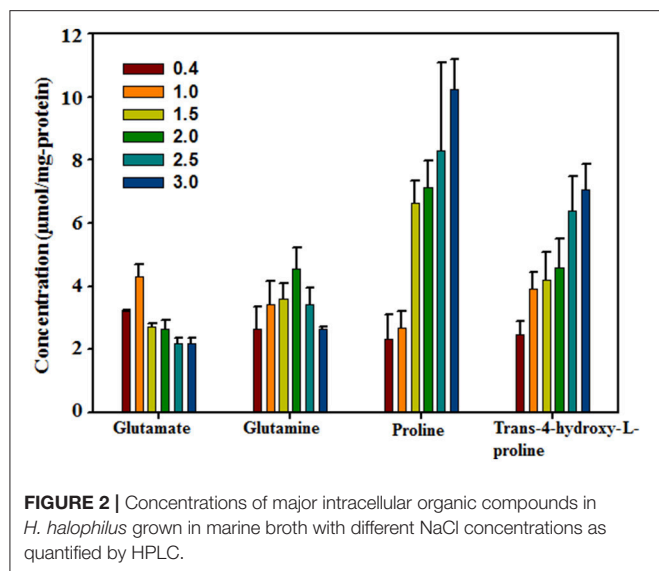 12
10
8
6
4
2
0
Concentration (µmol/mg-protein)
0.4
1.0
1.5
2.0
2.5
3.0
Glutamate
Glutamine
Proline
Trans-4-hydroxy-L-
proline
FIGURE 2 | Concentrations of major intracellular organic compounds in
H. halophilus grown in marine broth with different NaCl concentrations as
quantified by HPLC.